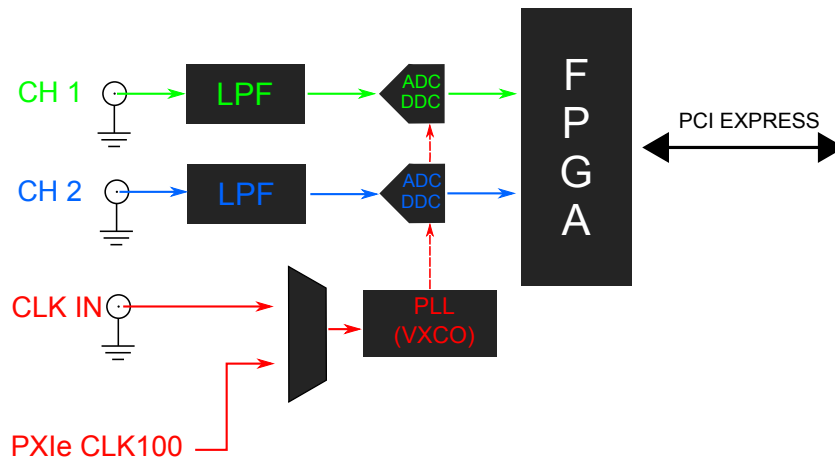 CH 1
LPF
ADC
DDC
F
P
G
A
PCI EXPRESS
CH 2
LPF
ADC
DDC
CLK IN
PLL
(VXCO)
PXIe CLK100